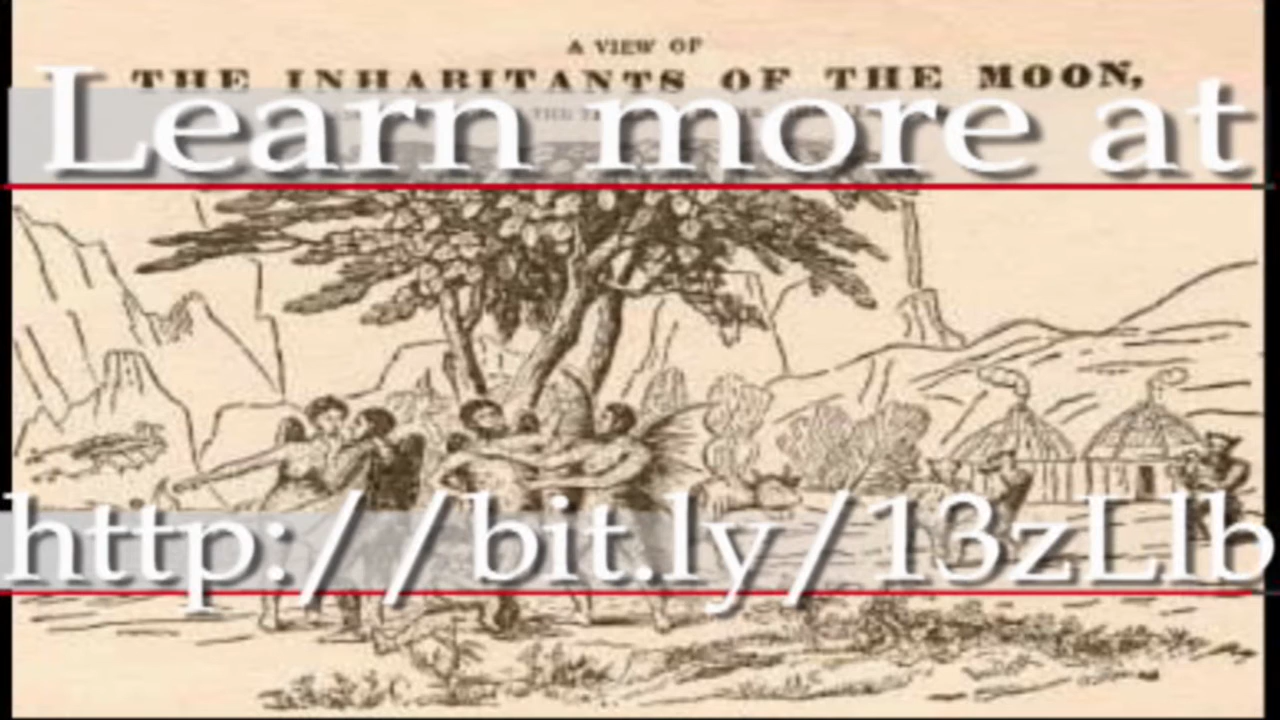 A VIEW OF
THE INHABITANTS OF THE MOON,
Learn more at
http://bit.ly/13zLlb